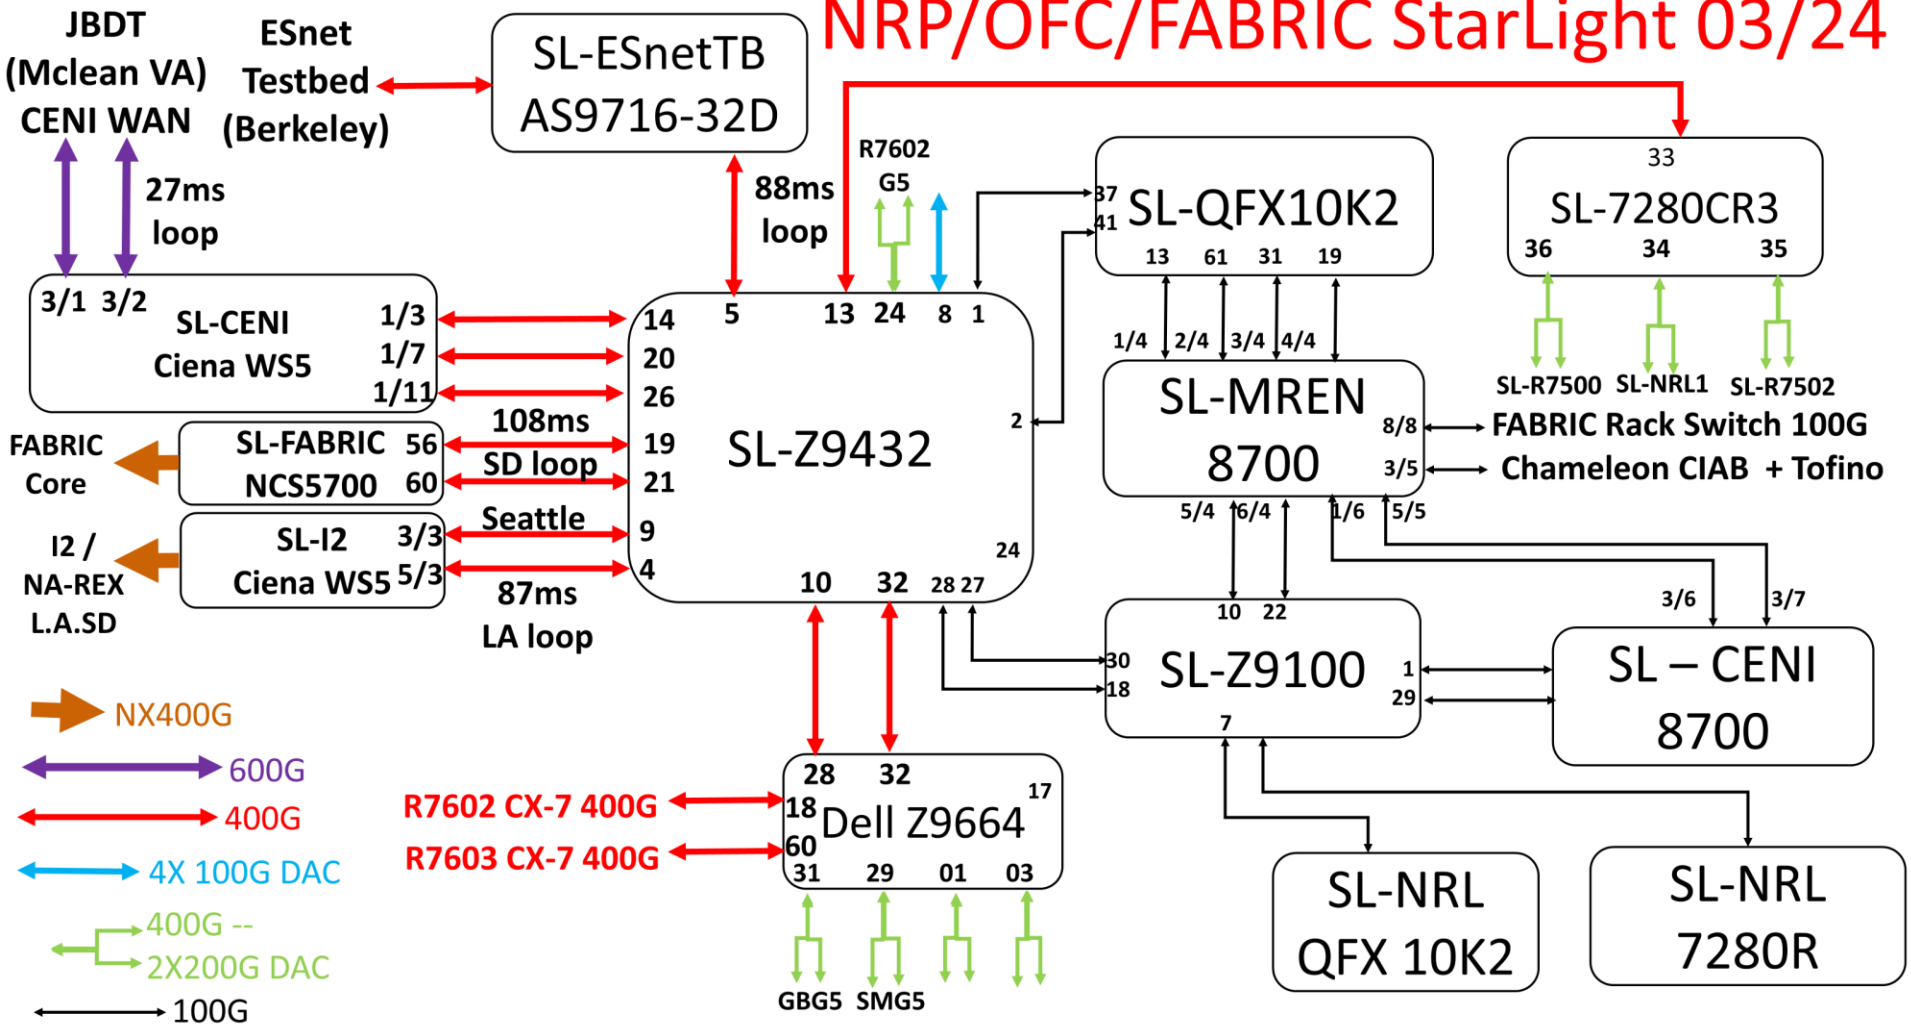 NRP/OFC/FABRIC StarLight 03/24
JBDT
(Mclean VA)
CENI WAN
ESnet
Testbed
(Berkeley)
SL-ESnetTB
AS9716-32D
27ms
loop
88ms
loop
R7602
G5
37
41
SL-QFX10K2
13 61 31 19
33
SL-7280CR3
36 34 35
3/1 3/2
SL-CENI
Ciena WS5
1/3
1/7
1/11
5 13 24 8 1
14
20
26
19
21
9
4
SL-Z9432
2
24
10 32 28 27
108ms
SD loop
Seattle
87ms
LA loop
FABRIC
Core
SL-FABRIC
NCS5700
56
60
I2 /
NA-REX
L.A.SD
SL-I2
Ciena WS5
3/3
5/3
1/4 2/4 3/4 4/4
SL-MREN
8700
8/8
3/5
5/4 6/4 1/6 5/5
SL-R7500 SL-NRL1 SL-R7502
FABRIC Rack Switch 100G
Chameleon CIAB + Tofino
10 22
30
18
SL-Z9100
1
29
7
3/6 3/7
SL – CENI
8700
NX400G
600G
400G
4X 100G DAC
400G --
2X200G DAC
100G
R7602 CX-7 400G
R7603 CX-7 400G
28 32
17
18
60
Dell Z9664
31 29 01 03
GBG5 SMG5
SL-NRL
QFX 10K2
SL-NRL
7280R